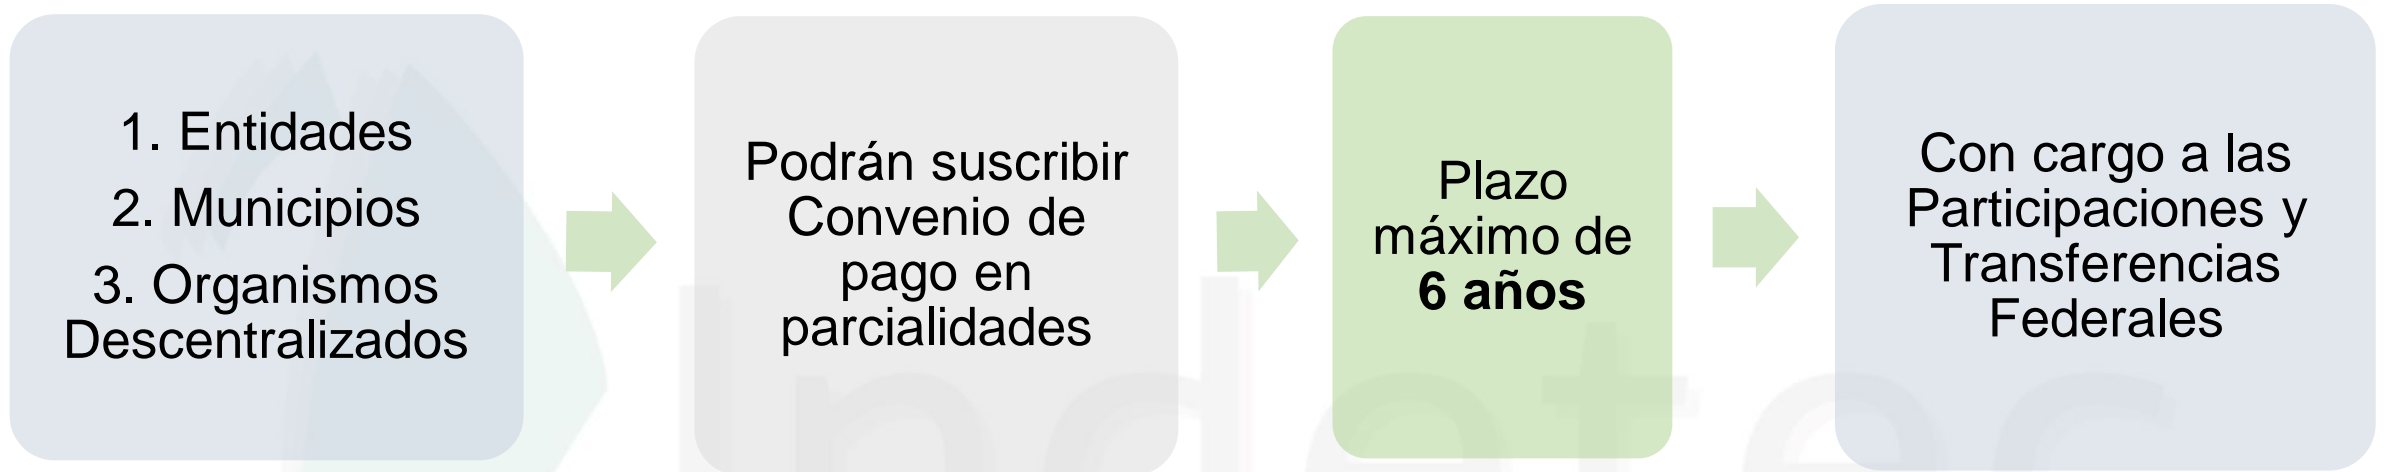 1. Entidades
2. Municipios
3. Organismos
Descentralizados
Podrán suscribir
Convenio de
pago en
parcialidades
Plazo
máximo de
6 años
Con cargo a las
Participaciones y
Transferencias
Federales
Indetec